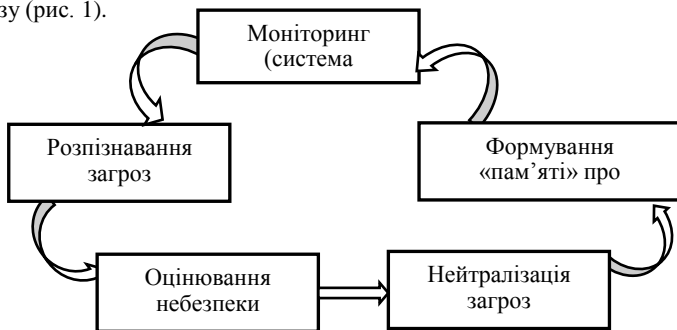 зу (рис. 1).
Моніторинг
(система
Розпізнавання
загроз
Формування
«пам’яті» про
Оцінювання
небезпеки
Нейтралізація
загроз